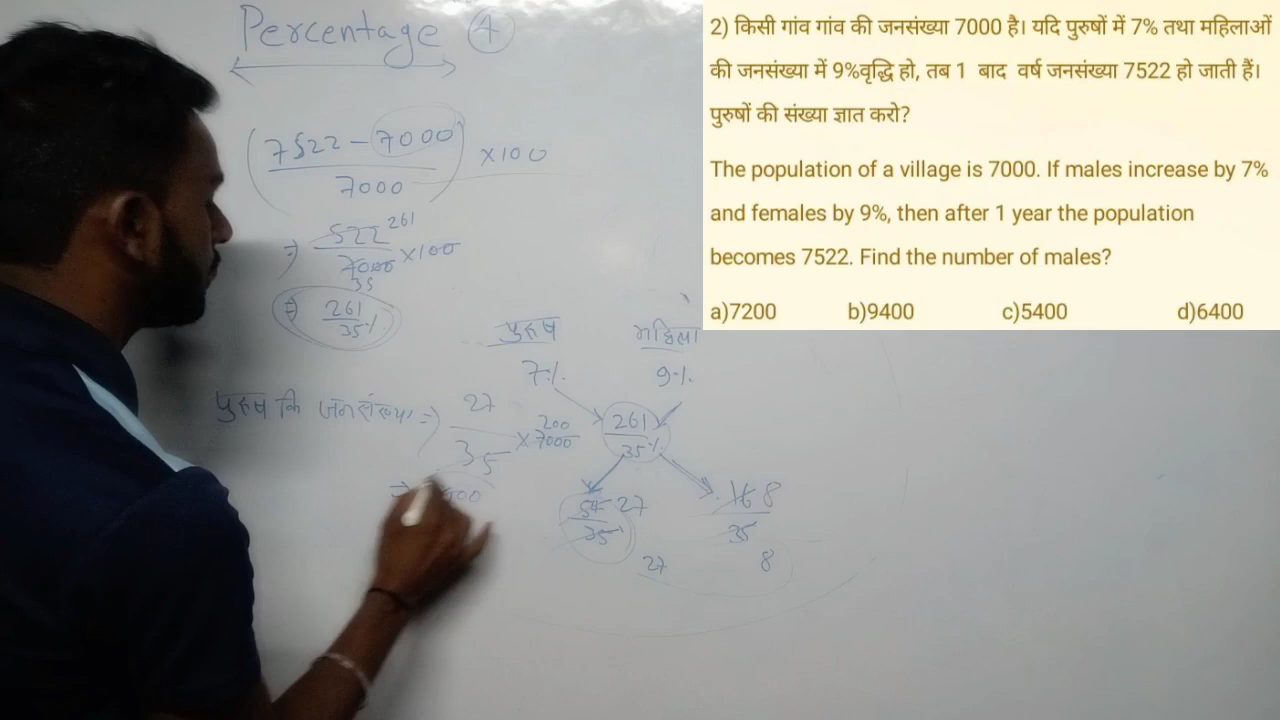 Percentage 4
(7522 - 7000 / 7000) ×100
⇒ 522 261 / 7000 35 ×100
⇒ 261 / 35%
पुरुष महिला
7% 9%
261 / 35%
54 27 / 35 16 8 / 35
27 8
पुरुष कि जनसंख्या ⇒ 27 / 35 × 200 7000
⇒
2) किसी गांव गांव की जनसंख्या 7000 है। यदि पुरुषों में 7% तथा महिलाओं
की जनसंख्या में 9%वृद्धि हो, तब 1 बाद वर्ष जनसंख्या 7522 हो जाती हैं।
पुरुषों की संख्या ज्ञात करो?
The population of a village is 7000. If males increase by 7%
and females by 9%, then after 1 year the population
becomes 7522. Find the number of males?
a)7200 b)9400 c)5400 d)6400